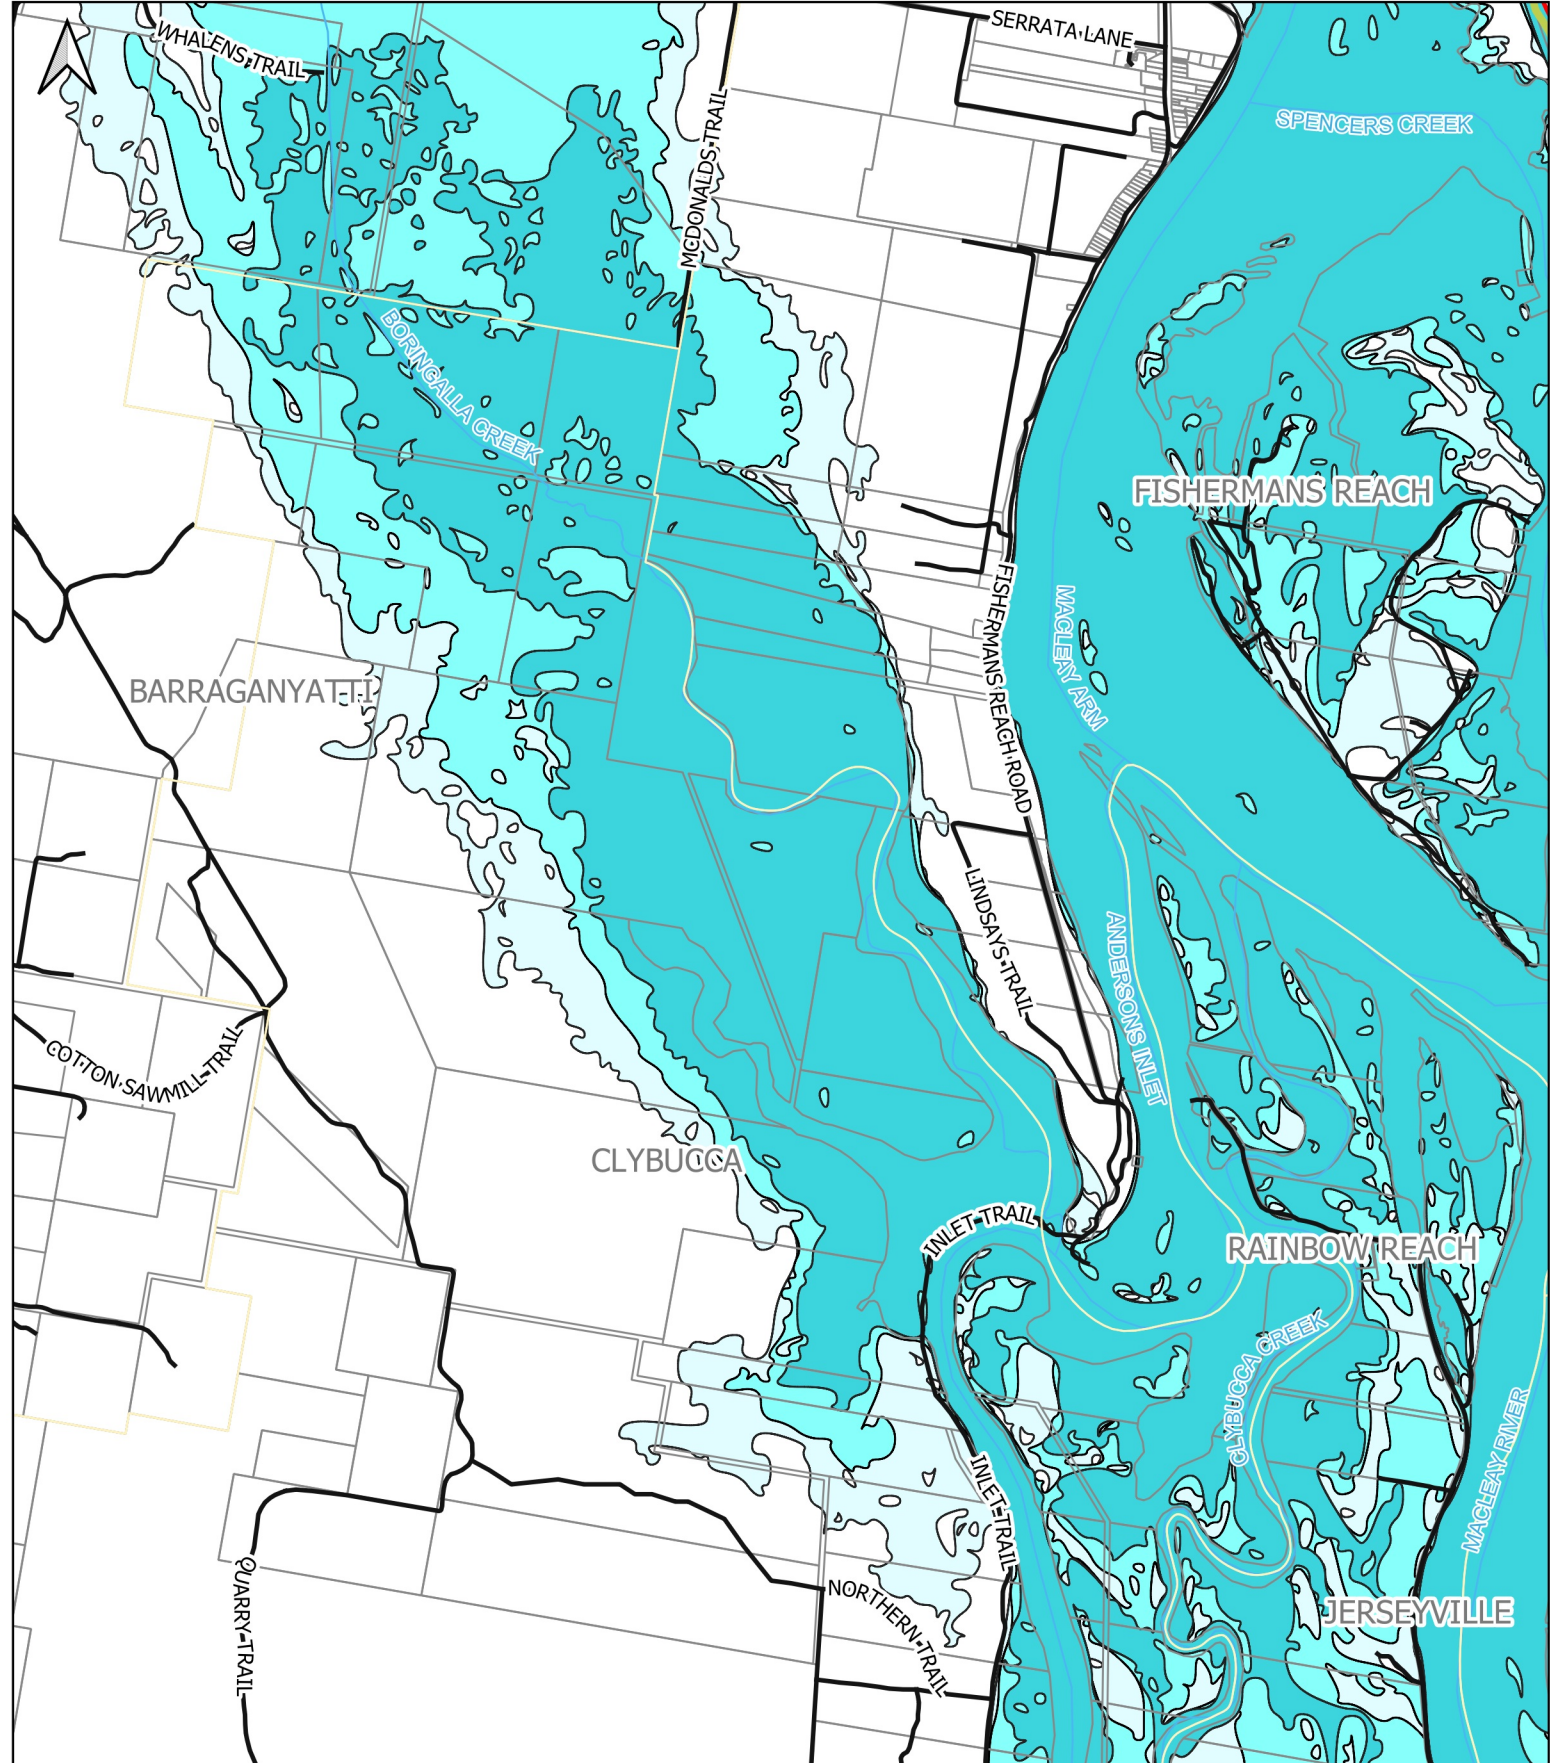 SERRATA LANE
WHALENS TRAIL
SPENCERS CREEK
MCDONALDS TRAIL
BORINGALLA CREEK
FISHERMANS REACH
FISHERMANS REACH ROAD
MACLEAY ARM
BARRAGANYATTI
LINDSAYS TRAIL
ANDERSONS INLET
COTTON SAWMILL TRAIL
CLYBUCCA
INLET TRAIL
RAINBOW REACH
CLYBUCCA CREEK
MACLEAY RIVER
INLET TRAIL
QUARRY TRAIL
NORTHERN TRAIL
JERSEYVILLE